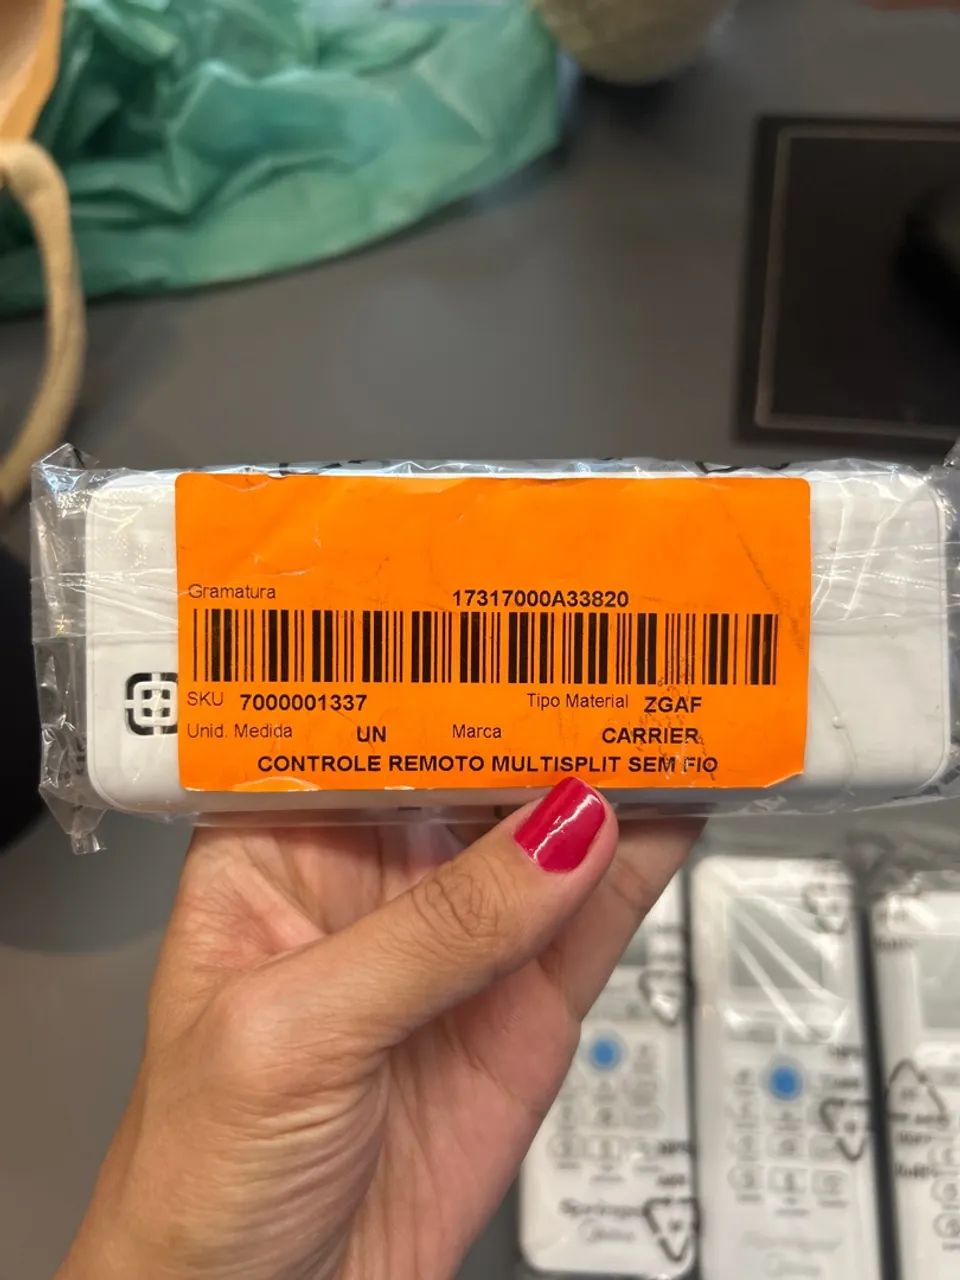 Gramatura 17317000A33820
SKU 7000001337 Tipo Material ZGAF
Unid. Medida UN Marca CARRIER
CONTROLE REMOTO MULTISPLIT SEM FIO